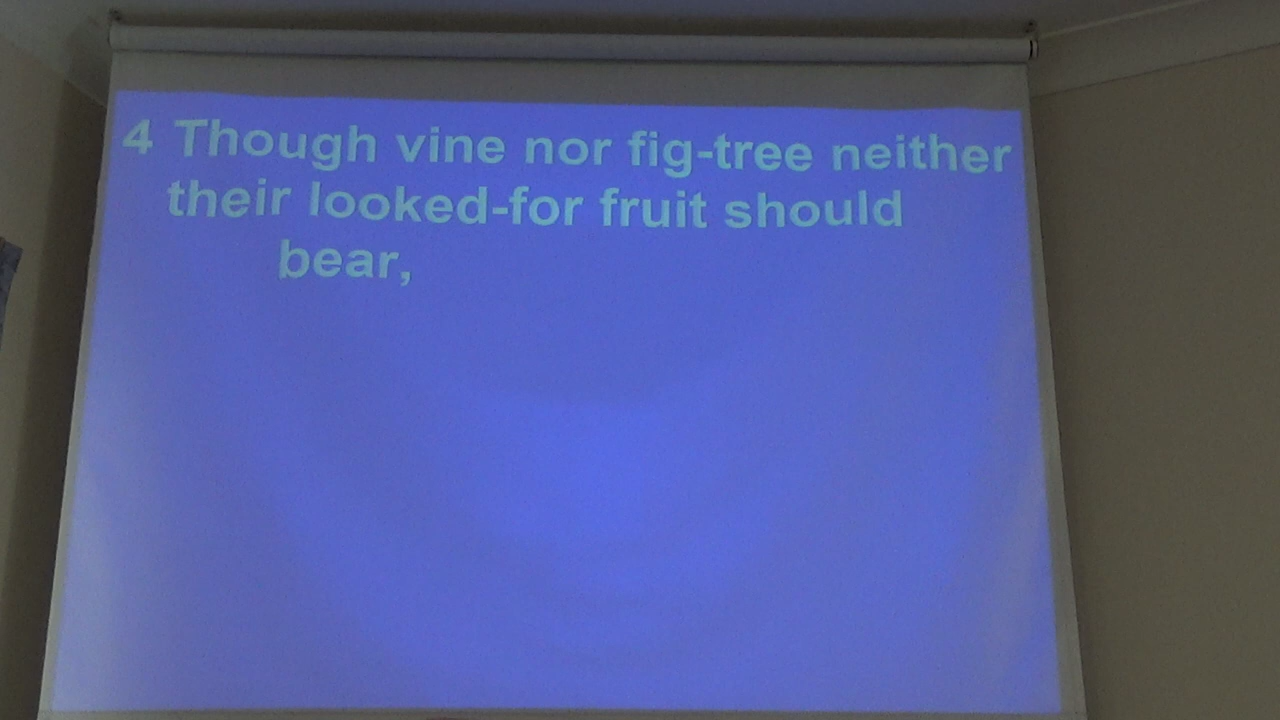 4 Though vine nor fig-tree neither
their looked-for fruit should
bear,